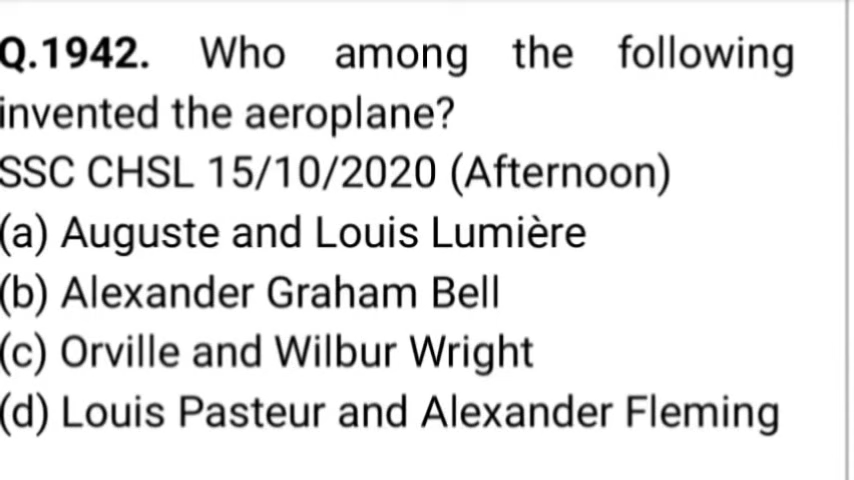 Q.1942. Who among the following
invented the aeroplane?
SSC CHSL 15/10/2020 (Afternoon)
(a) Auguste and Louis Lumière
(b) Alexander Graham Bell
(c) Orville and Wilbur Wright
(d) Louis Pasteur and Alexander Fleming